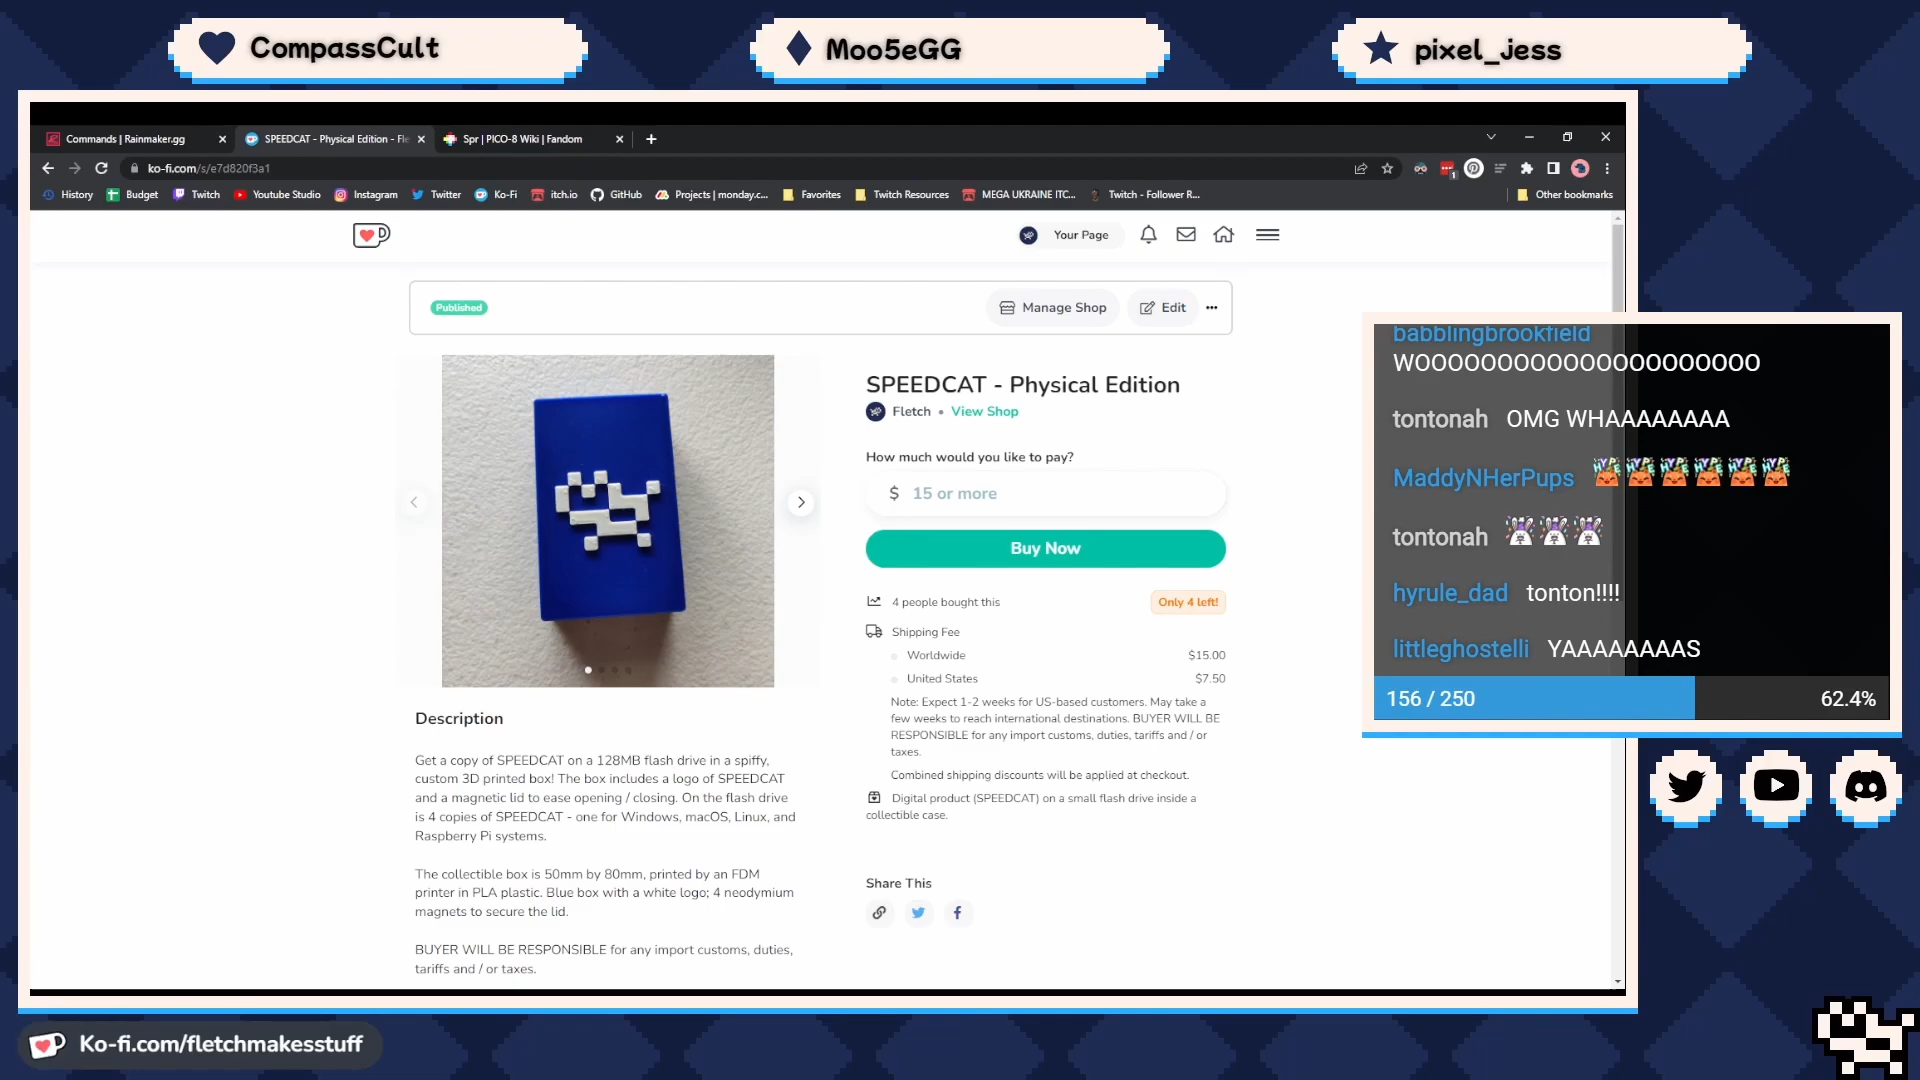 CompassCult
Moo5eGG
pixel_jess
Commands | Rainmaker.gg
SPEEDCAT - Physical Edition - Fle
Spr | PICO-8 Wiki | Fandom
ko-fi.com/s/e7d820f3a1
1
History
Budget
Twitch
Youtube Studio
Instagram
Twitter
Ko-Fi
itch.io
GitHub
Projects | monday.c...
Favorites
Twitch Resources
MEGA UKRAINE ITC...
Twitch - Follower R...
Other bookmarks
Your Page
Published
Manage Shop
Edit
SPEEDCAT - Physical Edition
Fletch • View Shop
How much would you like to pay?
$ 15 or more
Buy Now
4 people bought this
Only 4 left!
Shipping Fee
Worldwide $15.00
United States $7.50
Note: Expect 1-2 weeks for US-based customers. May take a
few weeks to reach international destinations. BUYER WILL BE
RESPONSIBLE for any import customs, duties, tariffs and / or
taxes.
Combined shipping discounts will be applied at checkout.
Digital product (SPEEDCAT) on a small flash drive inside a
collectible case.
Share This
Description
Get a copy of SPEEDCAT on a 128MB flash drive in a spiffy,
custom 3D printed box! The box includes a logo of SPEEDCAT
and a magnetic lid to ease opening / closing. On the flash drive
is 4 copies of SPEEDCAT - one for Windows, macOS, Linux, and
Raspberry Pi systems.
The collectible box is 50mm by 80mm, printed by an FDM
printer in PLA plastic. Blue box with a white logo; 4 neodymium
magnets to secure the lid.
BUYER WILL BE RESPONSIBLE for any import customs, duties,
tariffs and / or taxes.
babblingbrookfield
WOOOOOOOOOOOOOOOOOOOOO
tontonah OMG WHAAAAAAAA
MaddyNHerPups HYPE HYPE HYPE HYPE HYPE HYPE
tontonah
hyrule_dad tonton!!!!
littleghostelli YAAAAAAAAS
156 / 250 62.4%
Ko-fi.com/fletchmakesstuff